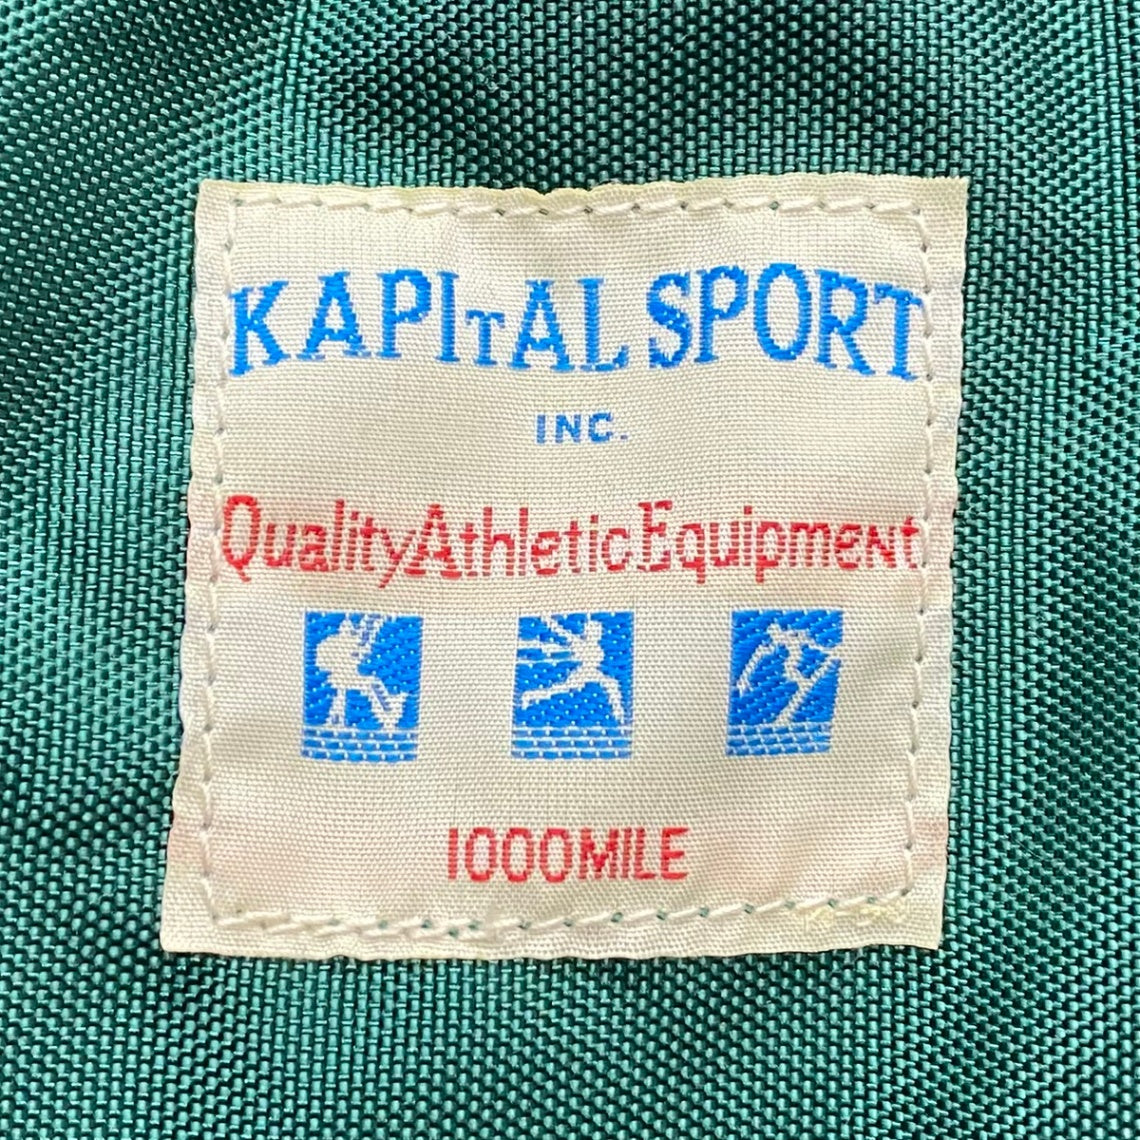 KAPItAL SPORT
INC.
QualityAthleticEquipment
1000MILE